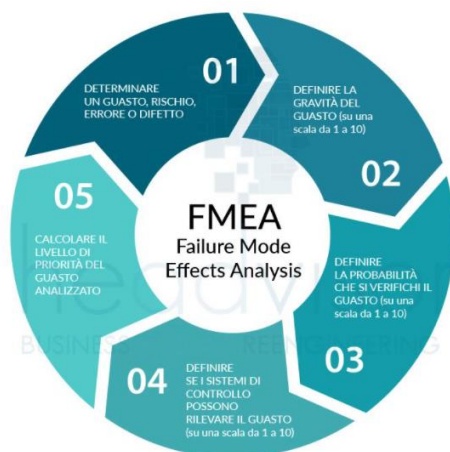 FMEA
Failure Mode
Effects Analysis
01
DETERMINARE
UN GUASTO, RISCHIO,
ERRORE O DIFETTO
DEFINIRE LA
GRAVITÀ DEL
GUASTO (su una
scala da 1 a 10)
02
DEFINIRE
LA PROBABILITÀ
CHE SI VERIFICHI IL
GUASTO (su una
scala da 1 a 10)
03
04
DEFINIRE
SE I SISTEMI DI
CONTROLLO
POSSONO
RILEVARE IL GUASTO
(su una scala da 1 a 10)
05
CALCOLARE IL
LIVELLO DI
PRIORITÀ DEL
GUASTO
ANALIZZATO
BUSINESS REENGINEERING